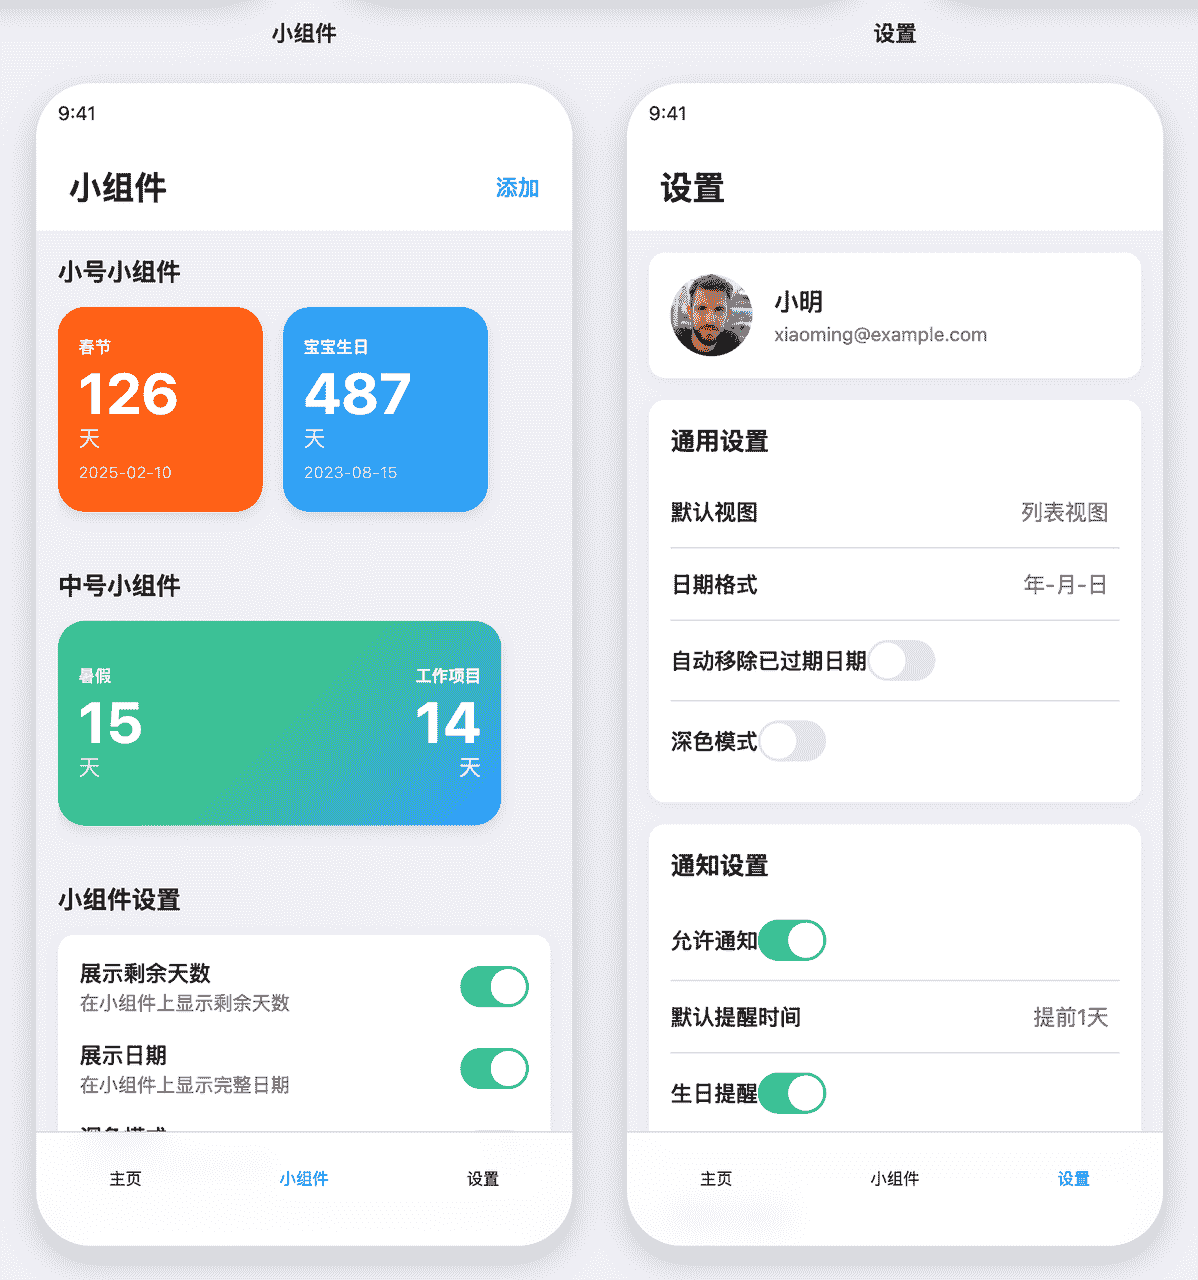 小组件
9:41
小组件
添加
小号小组件
春节
126
天
2025-02-10
宝宝生日
487
天
2023-08-15
中号小组件
暑假
15
天
工作项目
14
天
小组件设置
展示剩余天数
在小组件上显示剩余天数
展示日期
在小组件上显示完整日期
主页
小组件
设置
设置
9:41
设置
小明
xiaoming@example.com
通用设置
默认视图
列表视图
日期格式
年-月-日
自动移除已过期日期
深色模式
通知设置
允许通知
默认提醒时间
提前1天
生日提醒
主页
小组件
设置